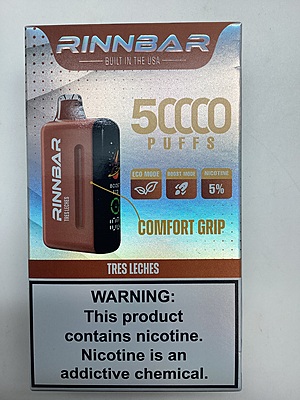 RINNBAR
BUILT IN THE USA
50000
PUFFS
ECO MODE
BOOST MODE
NICOTINE
5%
RINNBAR
TRES LECHES
COMFORT GRIP
TRES LECHES
WARNING:
This product
contains nicotine.
Nicotine is an
addictive chemical.